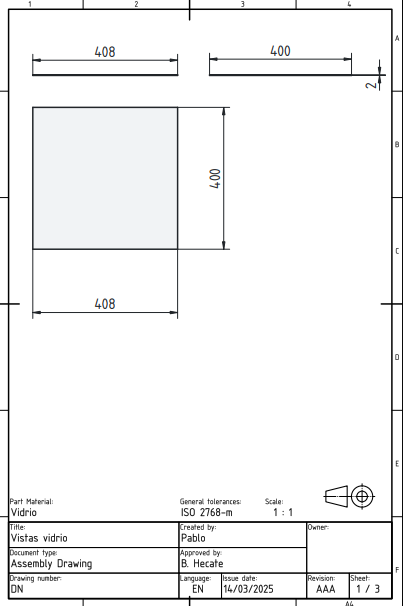 1 2 3 4
A
408
400
2
B
400
C
408
D
E
Part Material: General tolerances: Scale:
Vidrio ISO 2768-m 1 : 1
Title: Created by: Owner:
Vistas vidrio Pablo
Document type: Approved by:
Assembly Drawing B. Hecate
F
Drawing number: Language: Issue date: Revision: Sheet:
DN EN 14/03/2025 AAA 1 / 3
A4